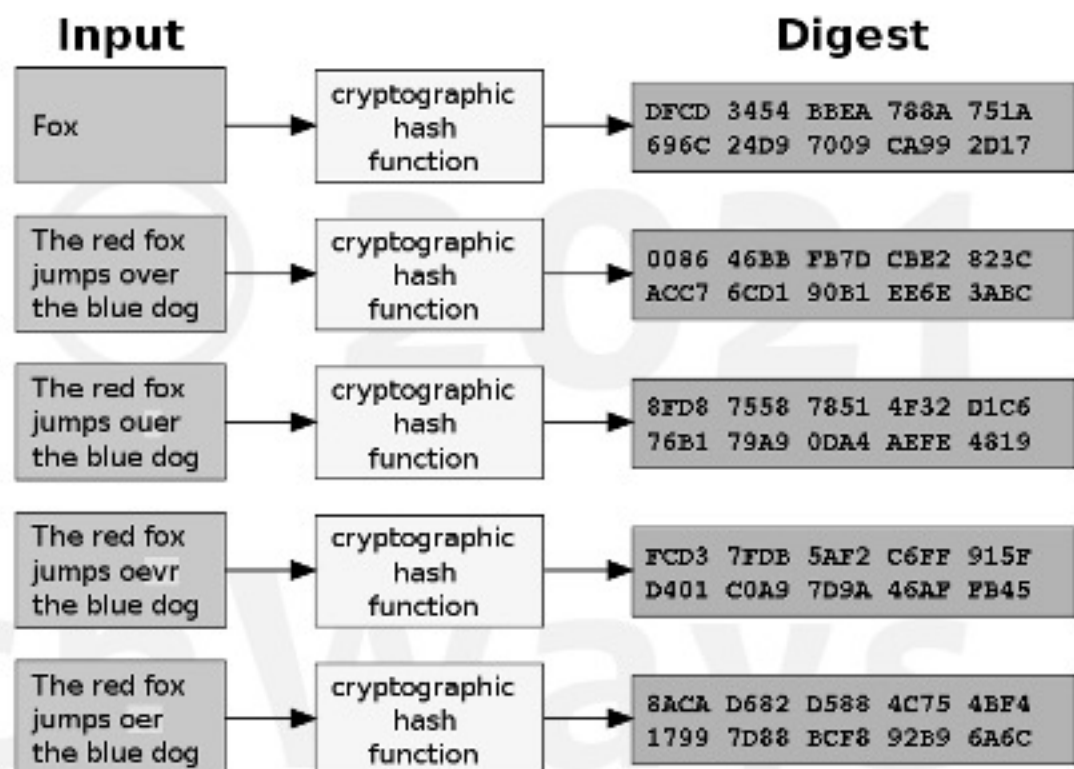 Input
Digest
Fox
cryptographic
hash
function
DFCD 3454 BBEA 788A 751A
696C 24D9 7009 CA99 2D17
The red fox
jumps over
the blue dog
cryptographic
hash
function
0086 46BB FB7D CBE2 823C
ACC7 6CD1 90B1 EE6E 3ABC
The red fox
jumps ouer
the blue dog
cryptographic
hash
function
8FD8 7558 7851 4F32 D1C6
76B1 79A9 0DA4 AEFE 4819
The red fox
jumps oevr
the blue dog
cryptographic
hash
function
FCD3 7FDB 5AF2 C6FF 915F
D401 C0A9 7D9A 46AF FB45
The red fox
jumps oer
the blue dog
cryptographic
hash
function
8ACA D682 D588 4C75 4BF4
1799 7D88 BCF8 92B9 6A6C
© 2021